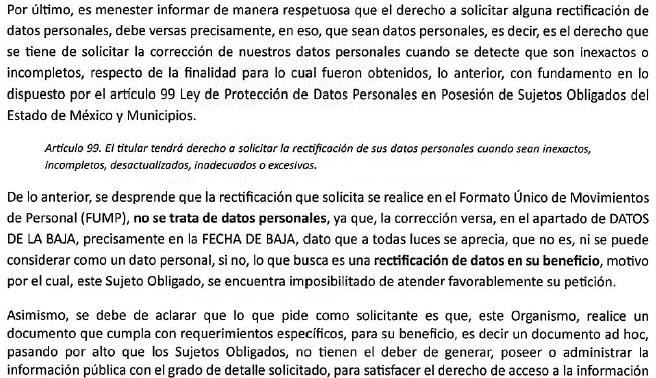 Por último, es menester informar de manera respetuosa que el derecho a solicitar alguna rectificación de
datos personales, debe versas precisamente, en eso, que sean datos personales, es decir, es el derecho que
se tiene de solicitar la corrección de nuestros datos personales cuando se detecte que son inexactos o
incompletos, respecto de la finalidad para lo cual fueron obtenidos, lo anterior, con fundamento en lo
dispuesto por el artículo 99 Ley de Protección de Datos Personales en Posesión de Sujetos Obligados del
Estado de México y Municipios.
Artículo 99. El titular tendrá derecho a solicitar la rectificación de sus datos personales cuando sean inexactos,
incompletos, desactualizados, inadecuados o excesivos.
De lo anterior, se desprende que la rectificación que solicita se realice en el Formato Único de Movimientos
de Personal (FUMP), no se trata de datos personales, ya que, la corrección versa, en el apartado de DATOS
DE LA BAJA, precisamente en la FECHA DE BAJA, dato que a todas luces se aprecia, que no es, ni se puede
considerar como un dato personal, si no, lo que busca es una rectificación de datos en su beneficio, motivo
por el cual, este Sujeto Obligado, se encuentra imposibilitado de atender favorablemente su petición.
Asimismo, se debe de aclarar que lo que pide como solicitante es que, este Organismo, realice un
documento que cumpla con requerimientos específicos, para su beneficio, es decir un documento ad hoc,
pasando por alto que los Sujetos Obligados, no tienen el deber de generar, poseer o administrar la
información pública con el grado de detalle solicitado, para satisfacer el derecho de acceso a la información